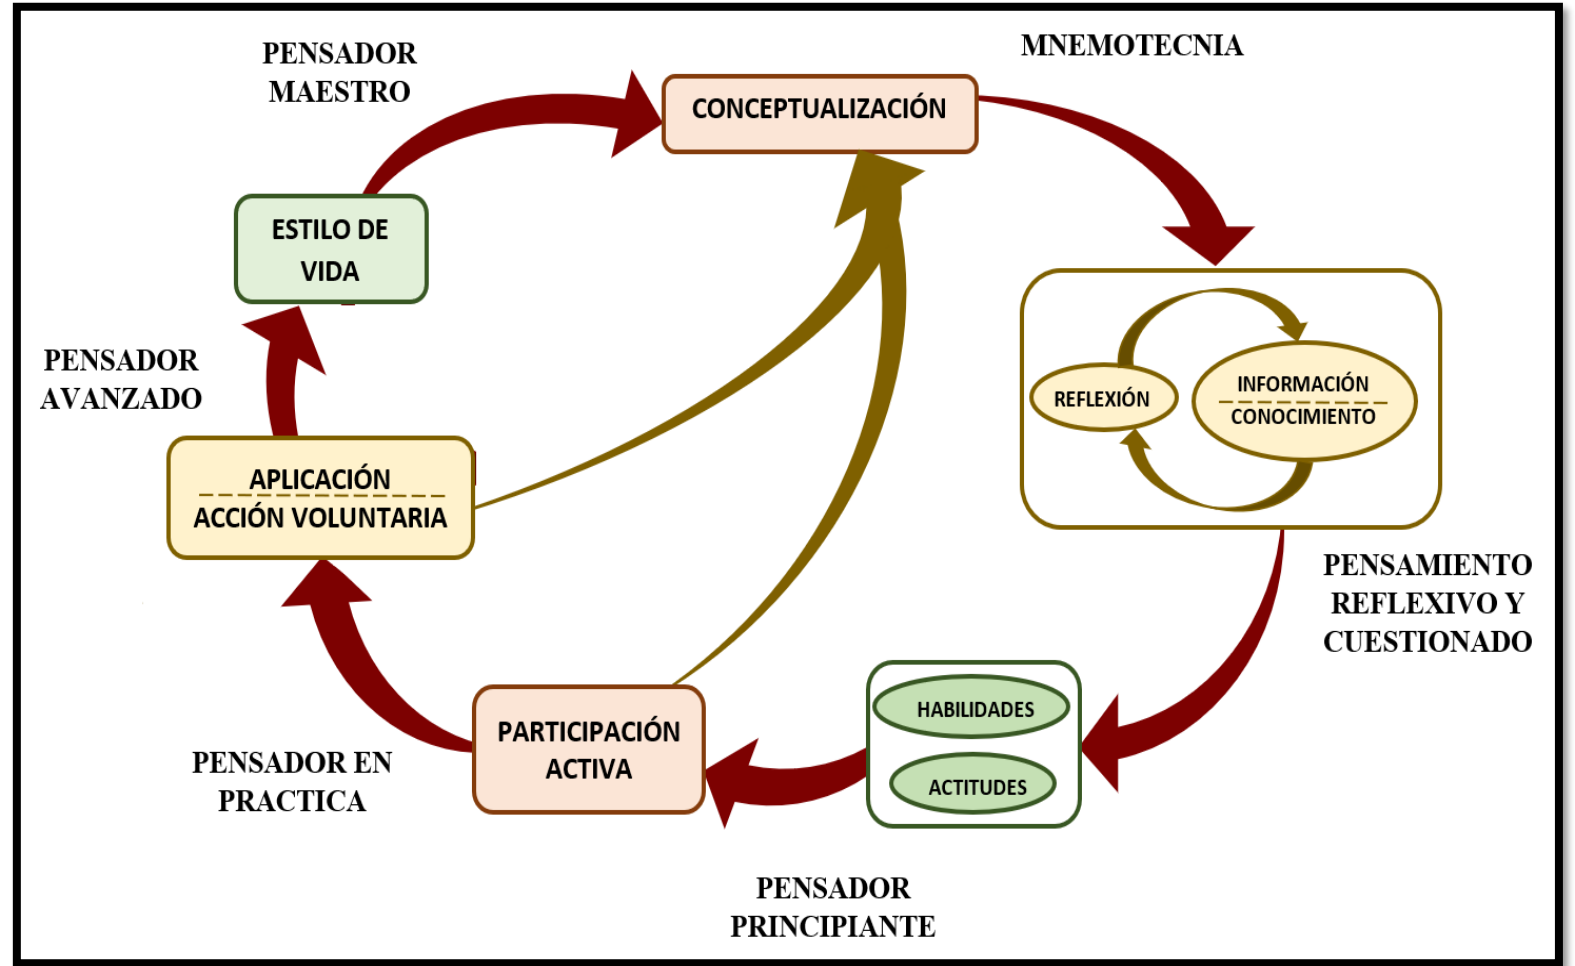 PENSADOR
MAESTRO
MNEMOTECNIA
CONCEPTUALIZACIÓN
ESTILO DE
VIDA
PENSADOR
AVANZADO
REFLEXIÓN
INFORMACIÓN
CONOCIMIENTO
APLICACIÓN
ACCIÓN VOLUNTARIA
PENSAMIENTO
REFLEXIVO Y
CUESTIONADO
HABILIDADES
ACTITUDES
PARTICIPACIÓN
ACTIVA
PENSADOR EN
PRACTICA
PENSADOR
PRINCIPIANTE